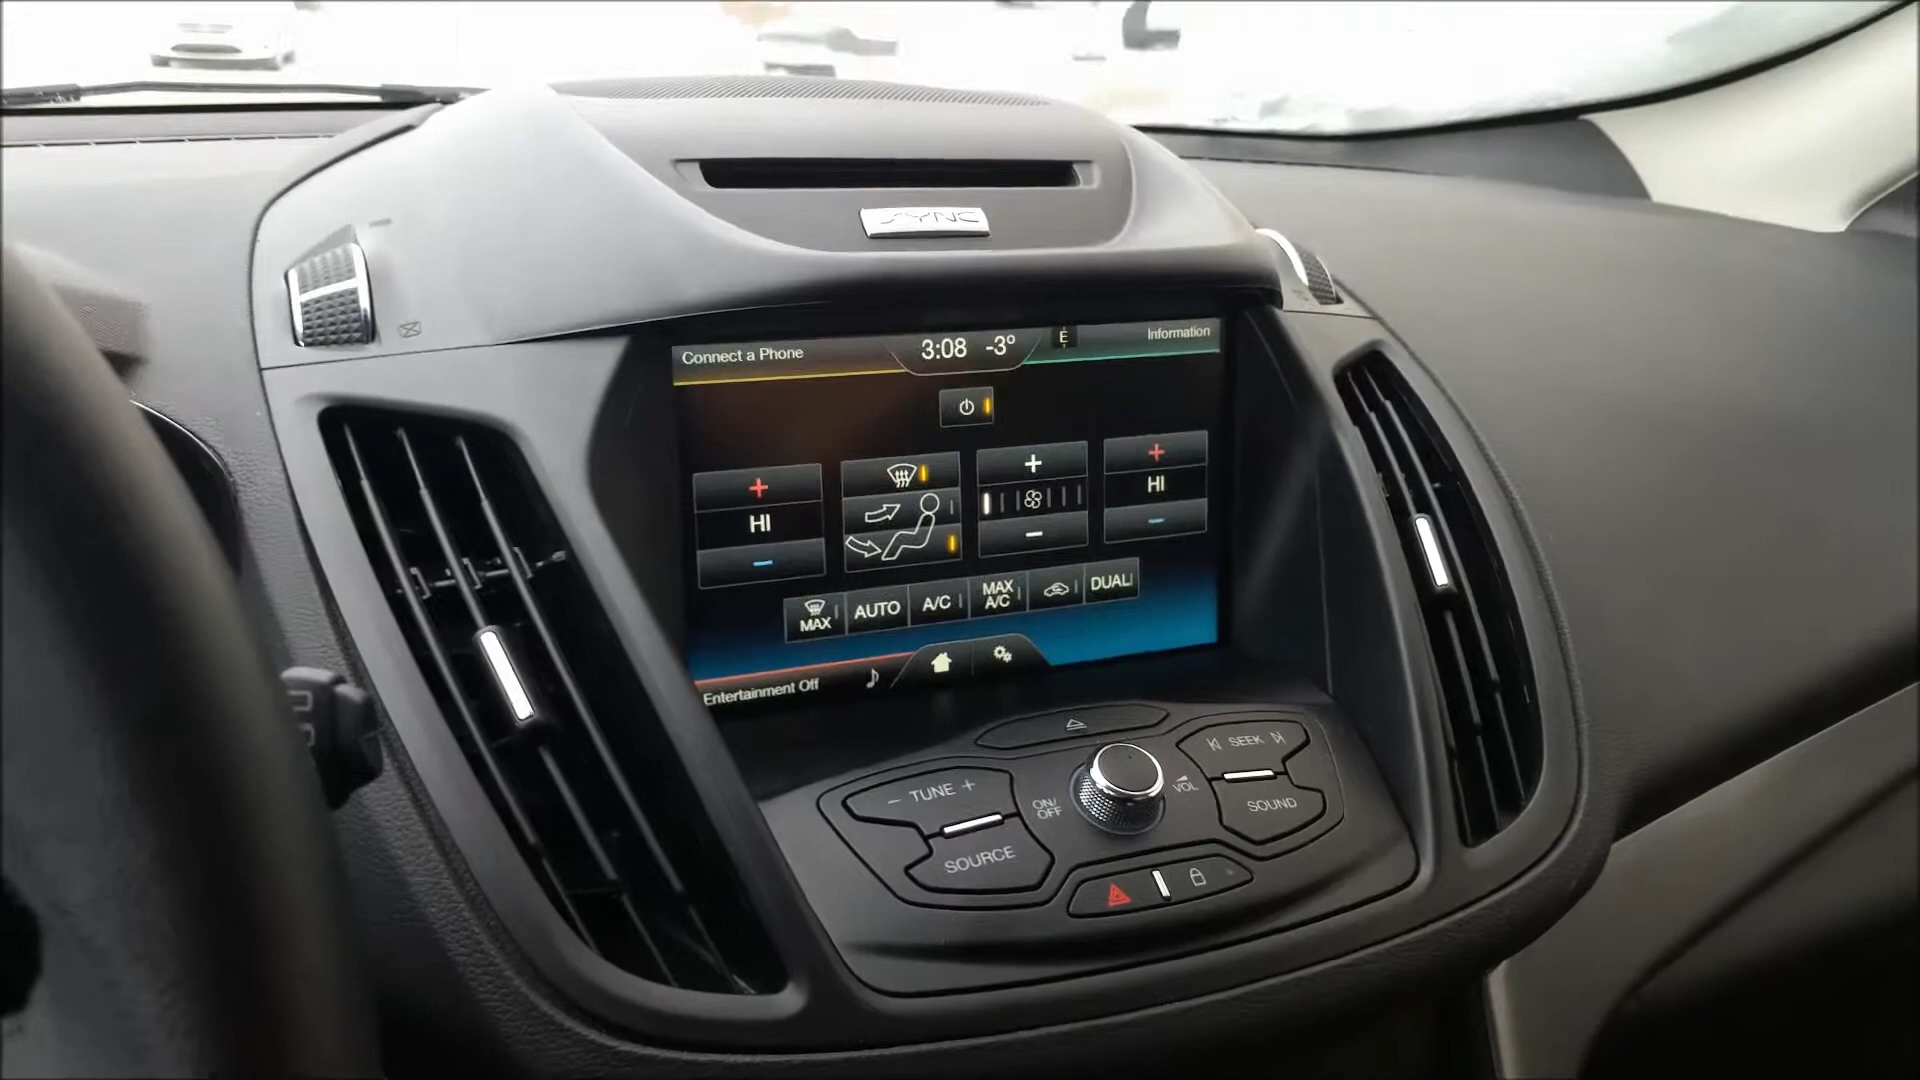 SYNC
Connect a Phone
3:08 -3°
E
Information
HI
HI
MAX
AUTO
A/C
MAX
A/C
DUAL
Entertainment Off
- TUNE +
SOURCE
ON/
OFF
VOL
SEEK
SOUND